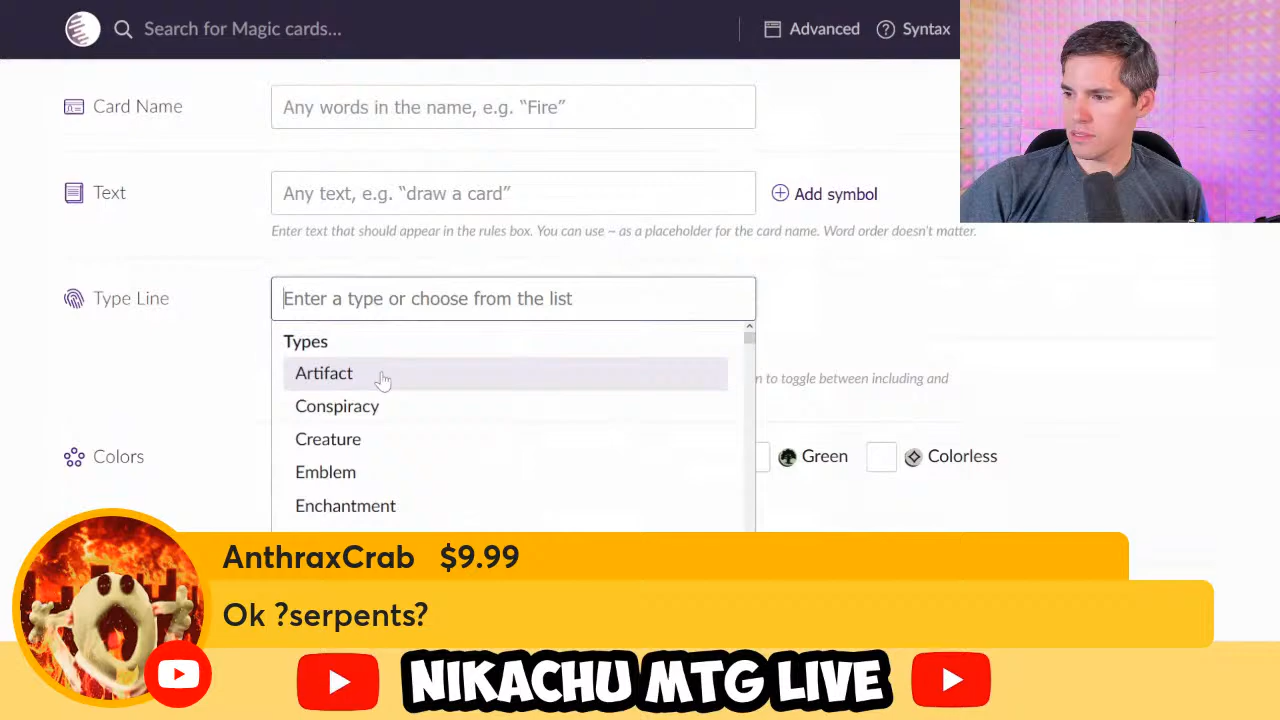 Search for Magic cards...
Advanced
Syntax
Card Name
Any words in the name, e.g. “Fire”
Text
Any text, e.g. “draw a card”
Add symbol
Enter text that should appear in the rules box. You can use ~ as a placeholder for the card name. Word order doesn't matter.
Type Line
Enter a type or choose from the list
Types
Artifact
to toggle between including and
Conspiracy
Creature
Colors
Green
Colorless
Emblem
Enchantment
AnthraxCrab $9.99
Ok ?serpents?
NIKACHU MTG LIVE